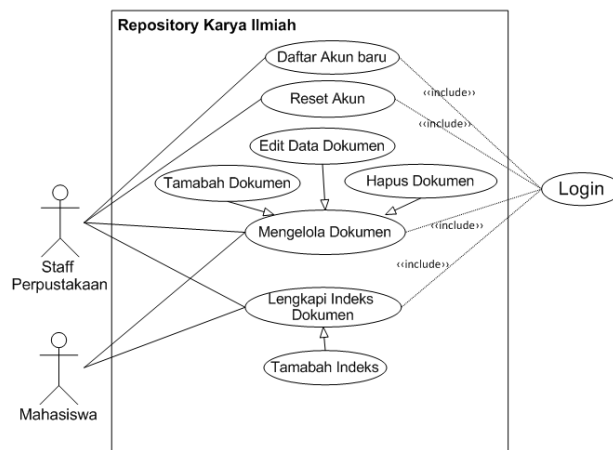 Repository Karya Ilmiah
Daftar Akun baru
‹‹include››
Reset Akun
‹‹include››
Edit Data Dokumen
Tamabah Dokumen
Hapus Dokumen
Login
Mengelola Dokumen
‹‹include››
Staff
Perpustakaan
‹‹include››
Lengkapi Indeks
Dokumen
Tamabah Indeks
Mahasiswa